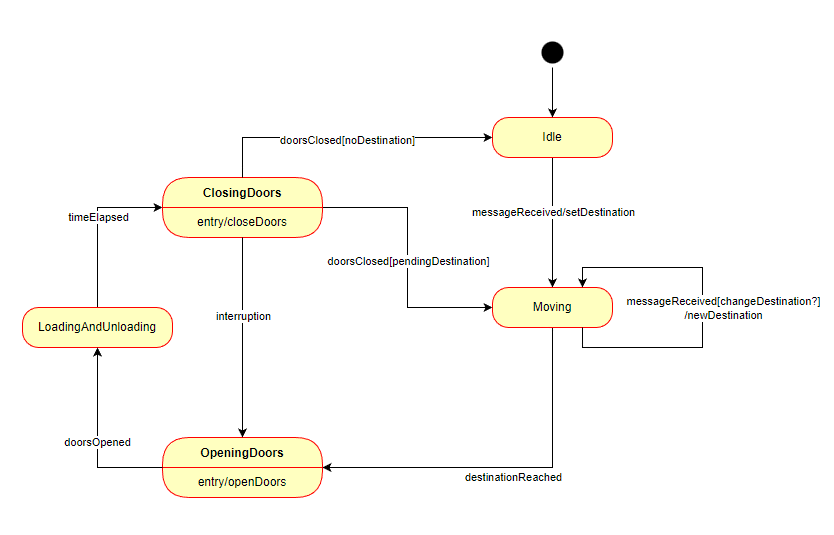 doorsClosed[noDestination]
Idle
ClosingDoors
entry/closeDoors
timeElapsed
messageReceived/setDestination
doorsClosed[pendingDestination]
messageReceived[changeDestination?]
/newDestination
Moving
interruption
LoadingAndUnloading
doorsOpened
OpeningDoors
entry/openDoors
destinationReached